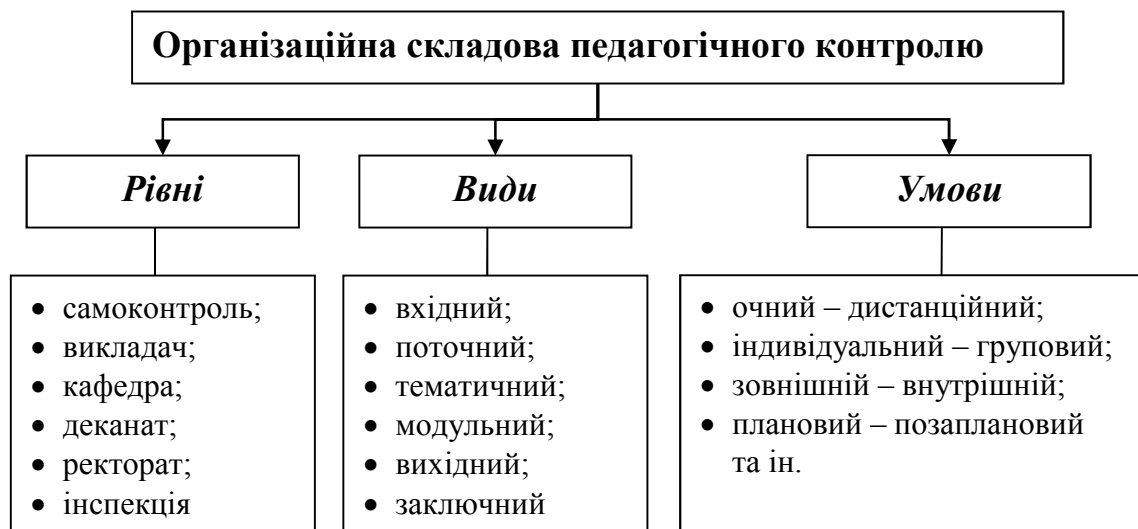 Організаційна складова педагогічного контролю
Рівні
Види
Умови
• самоконтроль;
• викладач;
• кафедра;
• деканат;
• ректорат;
• інспекція
• вхідний;
• поточний;
• тематичний;
• модульний;
• вихідний;
• заключний
• очний – дистанційний;
• індивідуальний – груповий;
• зовнішній – внутрішній;
• плановий – позаплановий
та ін.